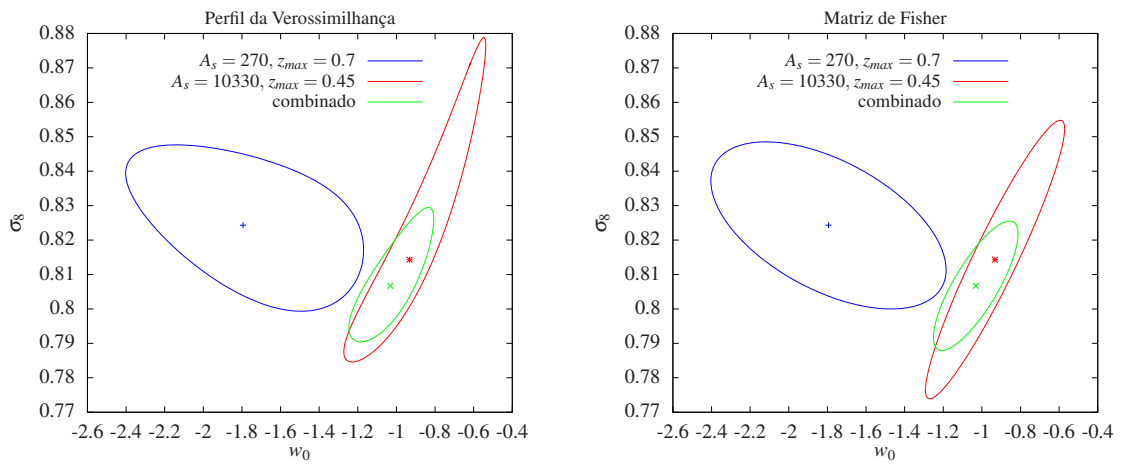 Perfil da Verossimilhança
0.88
0.87
0.86
0.85
0.84
0.83
0.82
0.81
0.8
0.79
0.78
0.77
σ8
A_s = 270, z_max = 0.7
A_s = 10330, z_max = 0.45
combinado
-2.6 -2.4 -2.2 -2 -1.8 -1.6 -1.4 -1.2 -1 -0.8 -0.6 -0.4
w0
Matriz de Fisher
0.88
0.87
0.86
0.85
0.84
0.83
0.82
0.81
0.8
0.79
0.78
0.77
σ8
A_s = 270, z_max = 0.7
A_s = 10330, z_max = 0.45
combinado
-2.6 -2.4 -2.2 -2 -1.8 -1.6 -1.4 -1.2 -1 -0.8 -0.6 -0.4
w0